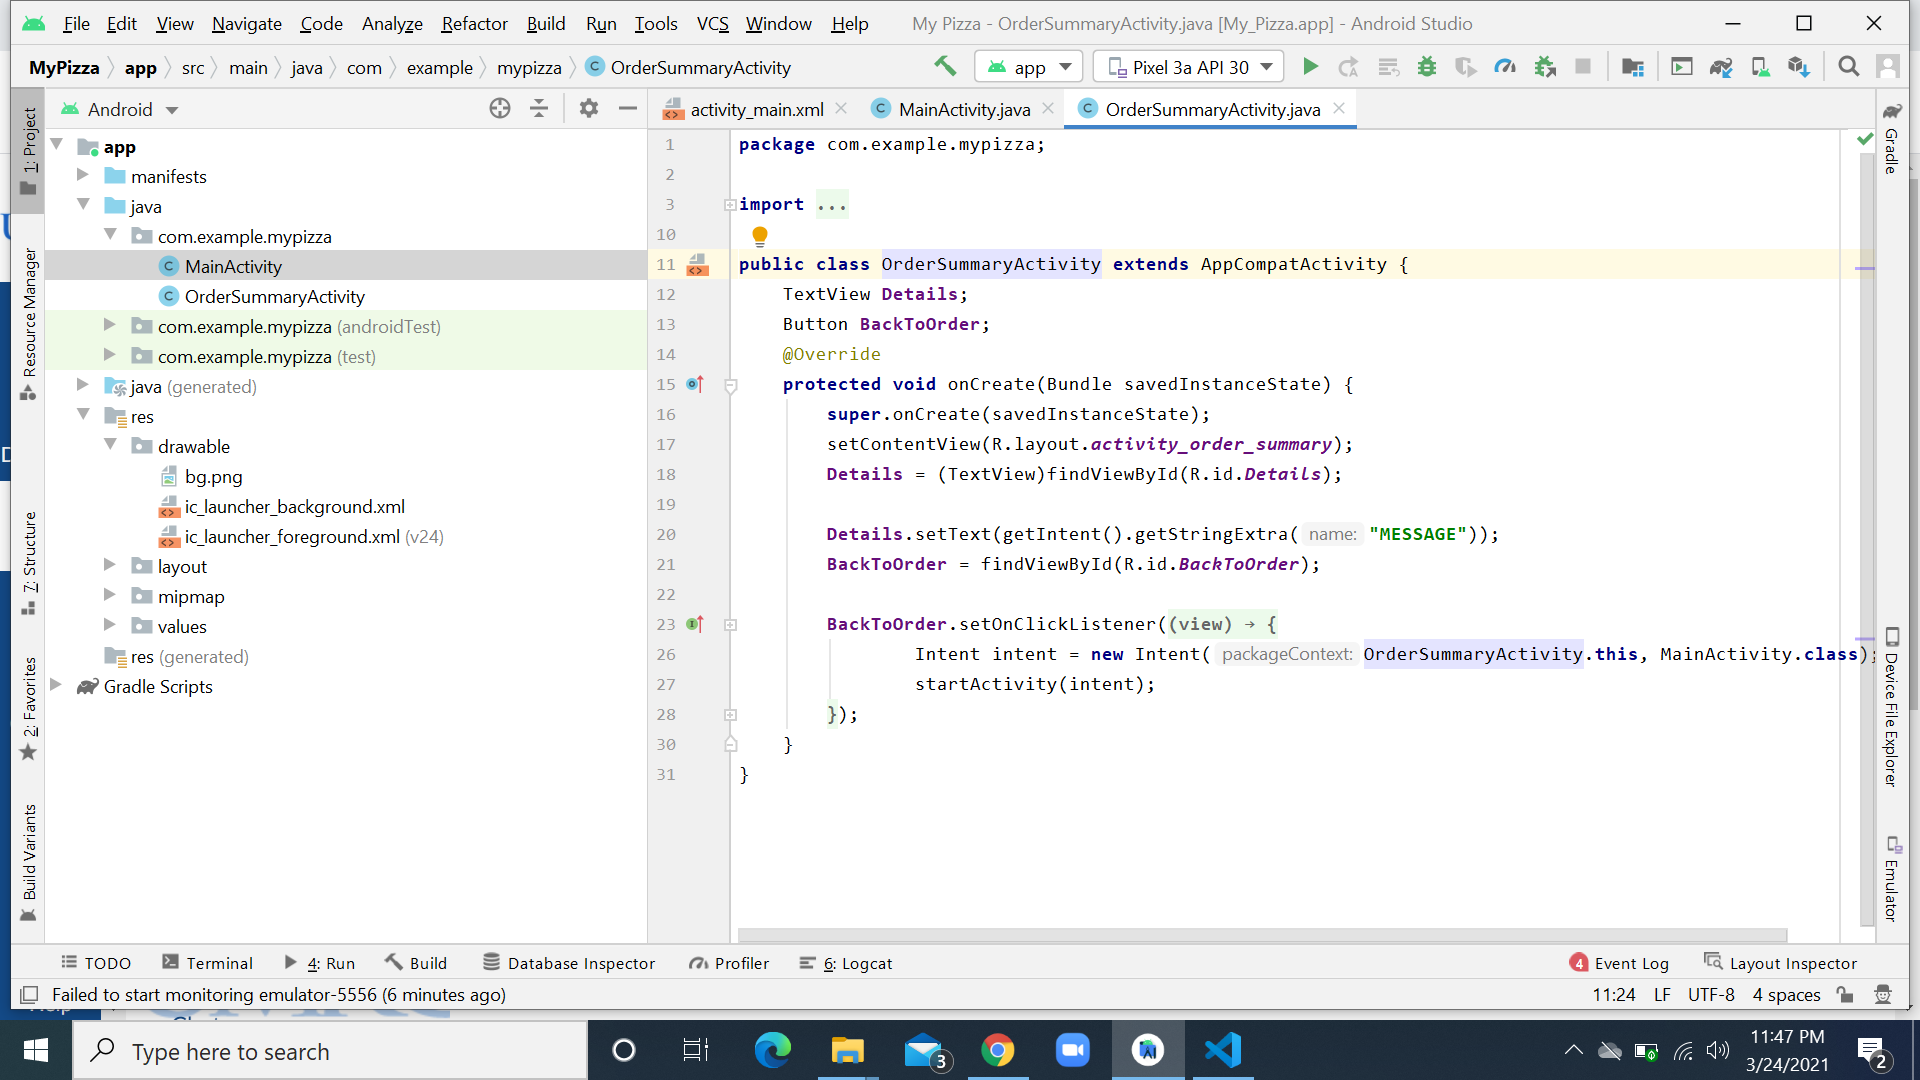 File Edit View Navigate Code Analyze Refactor Build Run Tools VCS Window Help My Pizza - OrderSummaryActivity.java [My_Pizza.app] - Android Studio
MyPizza app src main java com example mypizza OrderSummaryActivity app Pixel 3a API 30
Android
activity_main.xml MainActivity.java OrderSummaryActivity.java
1: Project
Resource Manager
7: Structure
2: Favorites
Build Variants
app
manifests
java
com.example.mypizza
MainActivity
OrderSummaryActivity
com.example.mypizza (androidTest)
com.example.mypizza (test)
java (generated)
res
drawable
bg.png
ic_launcher_background.xml
ic_launcher_foreground.xml (v24)
layout
mipmap
values
res (generated)
Gradle Scripts
1 package com.example.mypizza;
2
3 import ...
10
11 public class OrderSummaryActivity extends AppCompatActivity {
12 TextView Details;
13 Button BackToOrder;
14 @Override
15 protected void onCreate(Bundle savedInstanceState) {
16 super.onCreate(savedInstanceState);
17 setContentView(R.layout.activity_order_summary);
18 Details = (TextView)findViewById(R.id.Details);
19
20 Details.setText(getIntent().getStringExtra( name: "MESSAGE"));
21 BackToOrder = findViewById(R.id.BackToOrder);
22
23 BackToOrder.setOnClickListener((view) → {
26 Intent intent = new Intent( packageContext: OrderSummaryActivity.this, MainActivity.class);
27 startActivity(intent);
28 });
30 }
31 }
Gradle
Device File Explorer
Emulator
TODO Terminal 4: Run Build Database Inspector Profiler 6: Logcat 4 Event Log Layout Inspector
Failed to start monitoring emulator-5556 (6 minutes ago) 11:24 LF UTF-8 4 spaces
Type here to search
3
11:47 PM
3/24/2021
2